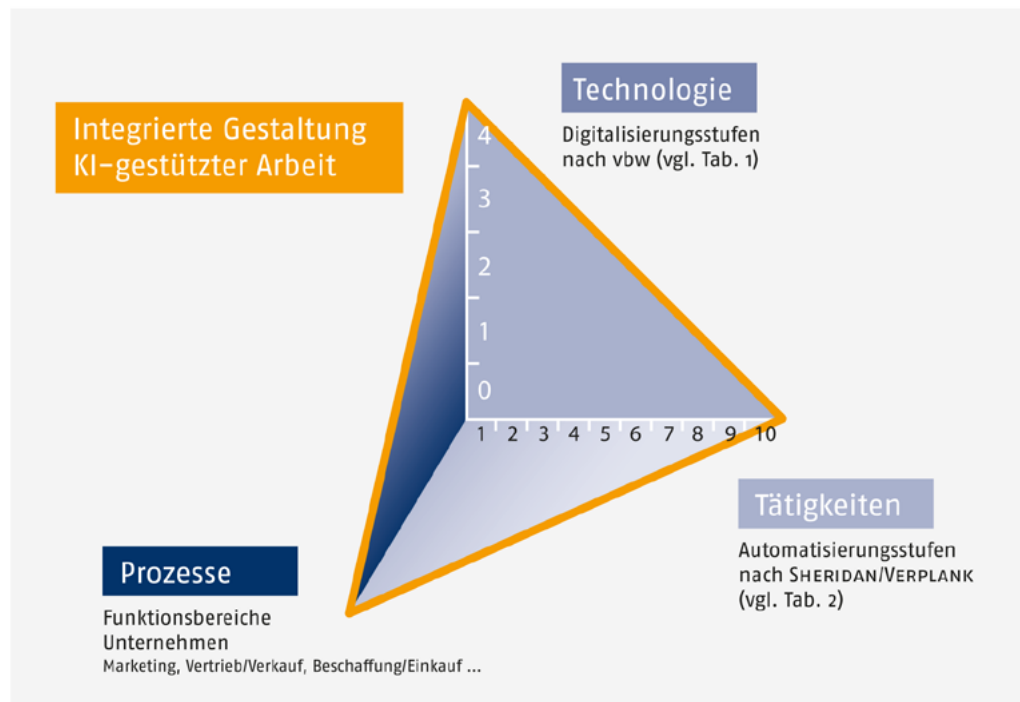 Integrierte Gestaltung
KI-gestützter Arbeit
Technologie
Digitalisierungsstufen
nach vbw (vgl. Tab. 1)
4
3
2
1
0
1 2 3 4 5 6 7 8 9 10
Tätigkeiten
Automatisierungsstufen
nach SHERIDAN/VERPLANK
(vgl. Tab. 2)
Prozesse
Funktionsbereiche
Unternehmen
Marketing, Vertrieb/Verkauf, Beschaffung/Einkauf ...